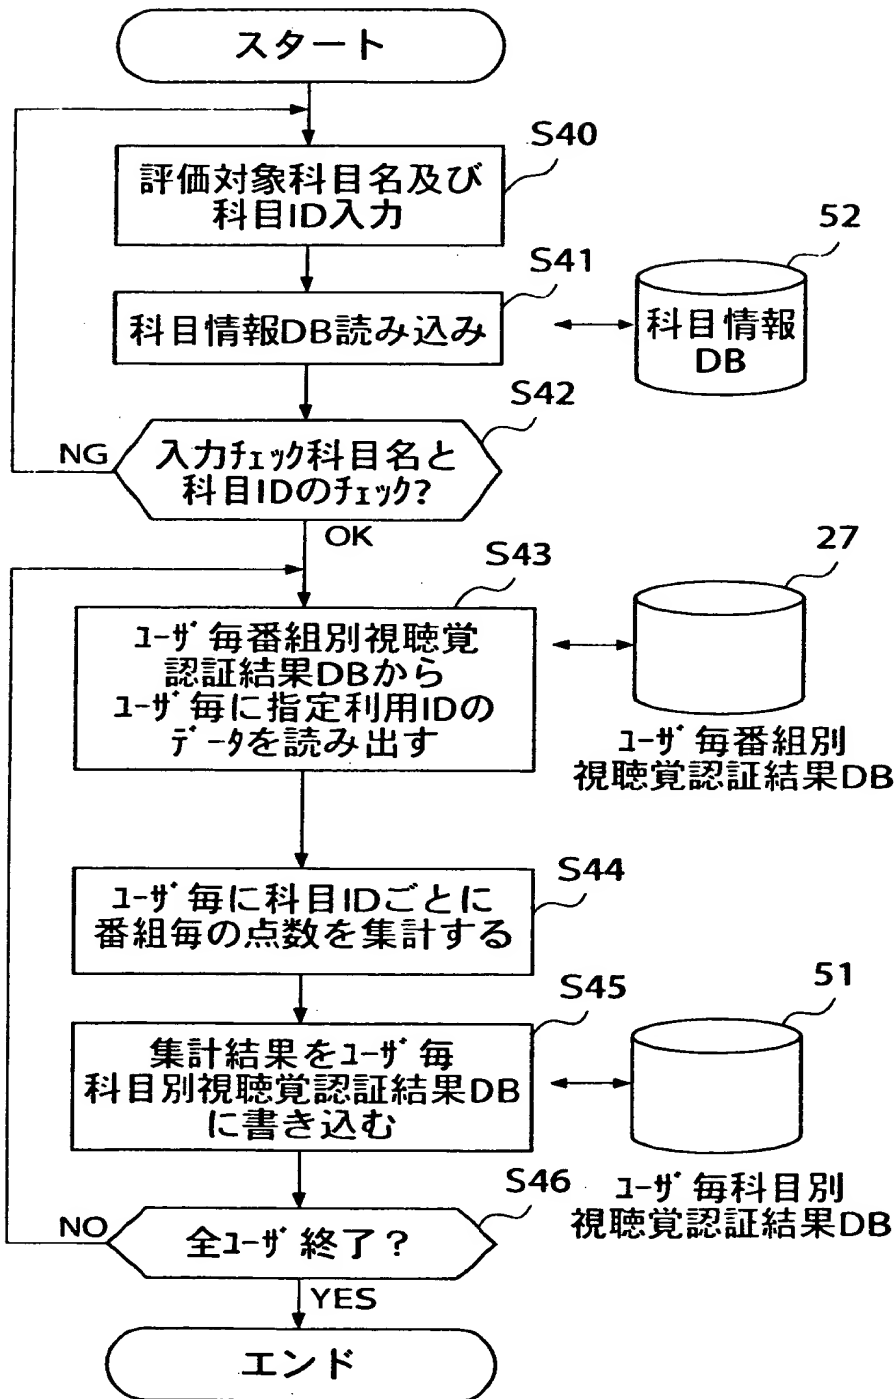 スタート
S40
評価対象科目名及び
科目ID入力
S41
科目情報DB読み込み
52
科目情報
DB
S42
NG
入力ﾁｪｯｸ科目名と
科目IDのﾁｪｯｸ?
OK
S43
ﾕｰｻﾞ毎番組別視聴覚
認証結果DBから
ﾕｰｻﾞ毎に指定利用IDの
ﾃﾞｰﾀを読み出す
27
ﾕｰｻﾞ毎番組別
視聴覚認証結果DB
S44
ﾕｰｻﾞ毎に科目IDごとに
番組毎の点数を集計する
S45
集計結果をﾕｰｻﾞ毎
科目別視聴覚認証結果DB
に書き込む
51
ﾕｰｻﾞ毎科目別
視聴覚認証結果DB
S46
NO
全ﾕｰｻﾞ終了?
YES
エンド